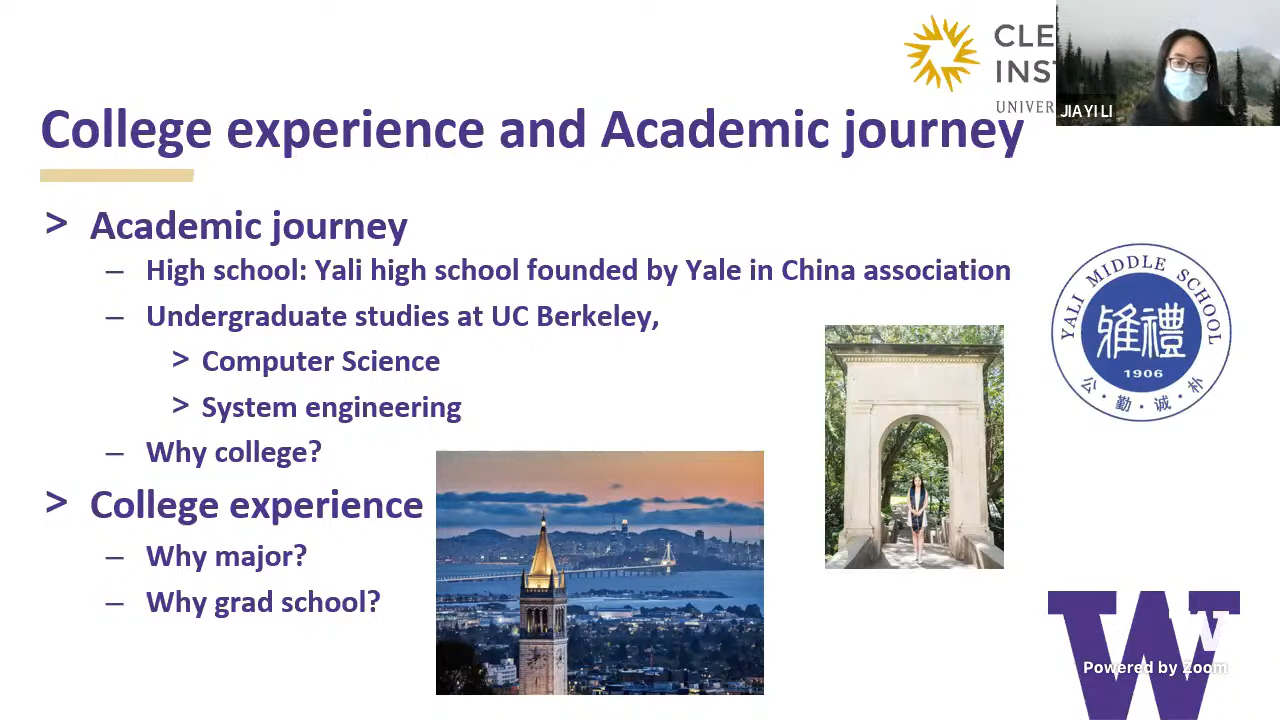 CLE
INST
UNIVER
JIAYI LI
College experience and Academic journey
> Academic journey
– High school: Yali high school founded by Yale in China association
– Undergraduate studies at UC Berkeley,
> Computer Science
> System engineering
– Why college?
> College experience
– Why major?
– Why grad school?
YALI MIDDLE SCHOOL
雅禮
1906
公·勤·诚·朴
W
W
Powered by Zoom